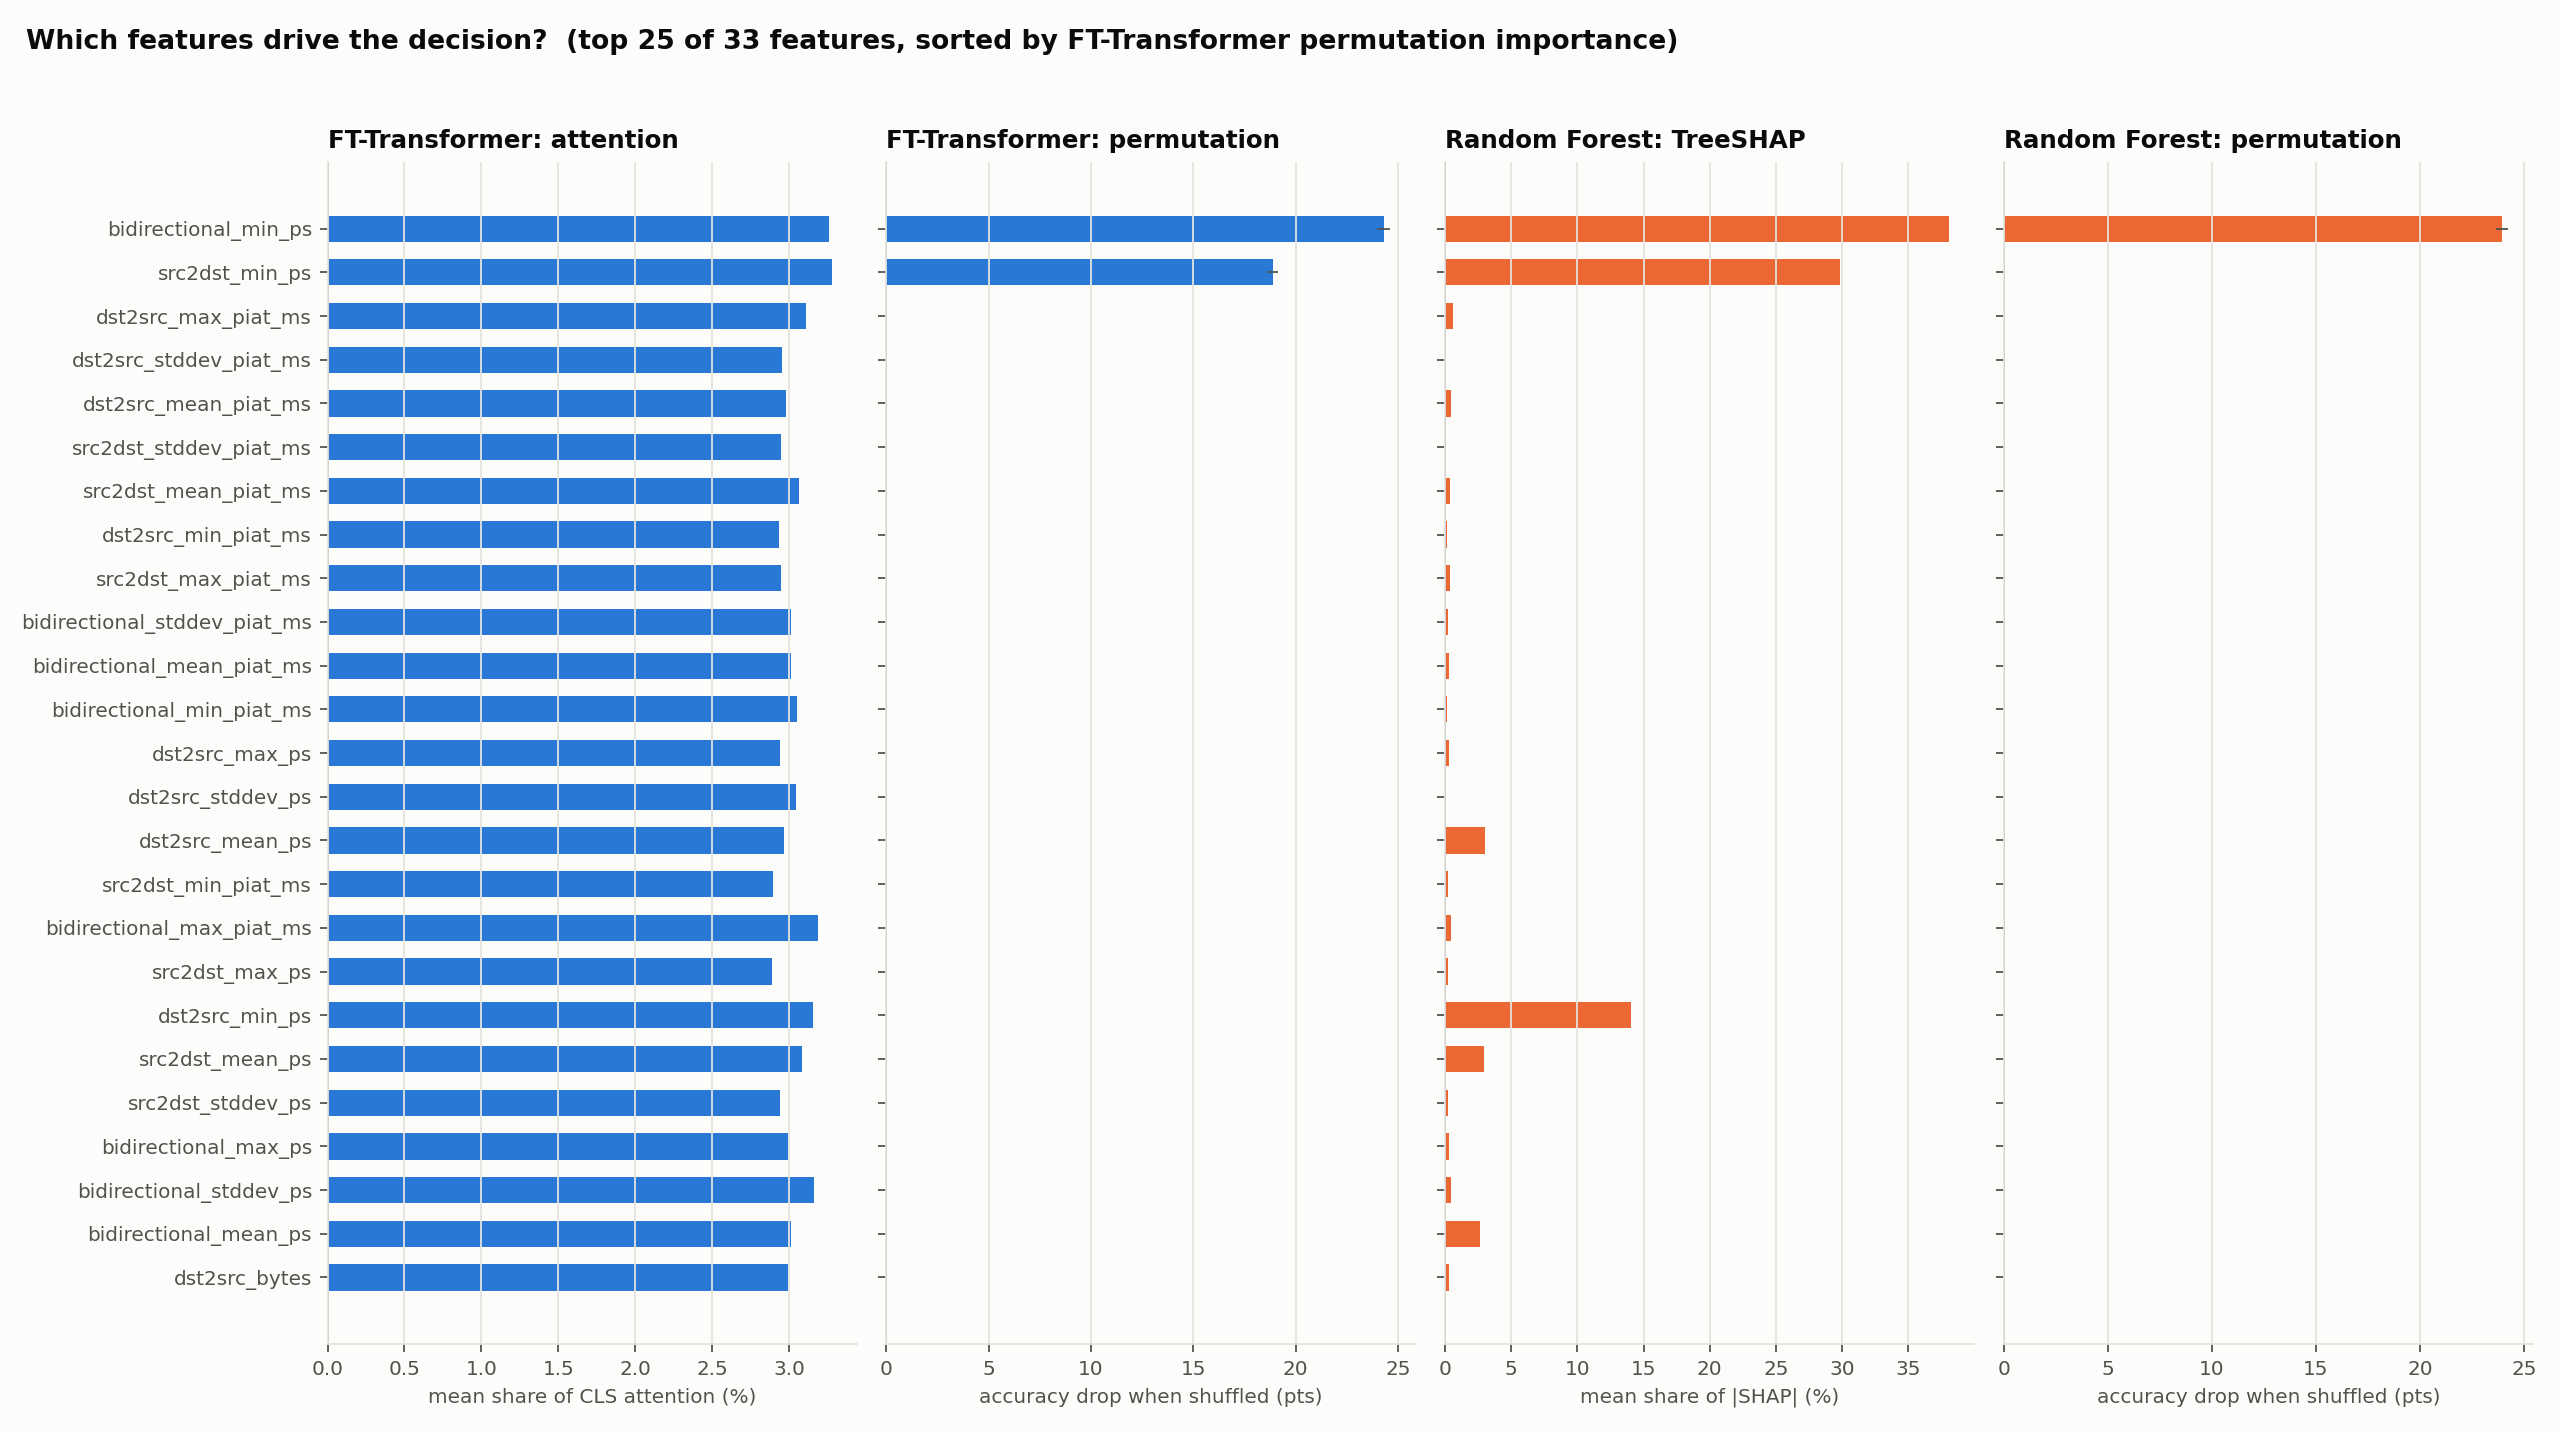 Which features drive the decision?  (top 25 of 33 features, sorted by FT-Transformer permutation importance)
FT-Transformer: attention
FT-Transformer: permutation
Random Forest: TreeSHAP
Random Forest: permutation
bidirectional_min_ps
src2dst_min_ps
dst2src_max_piat_ms
dst2src_stddev_piat_ms
dst2src_mean_piat_ms
src2dst_stddev_piat_ms
src2dst_mean_piat_ms
dst2src_min_piat_ms
src2dst_max_piat_ms
bidirectional_stddev_piat_ms
bidirectional_mean_piat_ms
bidirectional_min_piat_ms
dst2src_max_ps
dst2src_stddev_ps
dst2src_mean_ps
src2dst_min_piat_ms
bidirectional_max_piat_ms
src2dst_max_ps
dst2src_min_ps
src2dst_mean_ps
src2dst_stddev_ps
bidirectional_max_ps
bidirectional_stddev_ps
bidirectional_mean_ps
dst2src_bytes
0.0 0.5 1.0 1.5 2.0 2.5 3.0
mean share of CLS attention (%)
0 5 10 15 20 25
accuracy drop when shuffled (pts)
0 5 10 15 20 25 30 35
mean share of |SHAP| (%)
0 5 10 15 20 25
accuracy drop when shuffled (pts)